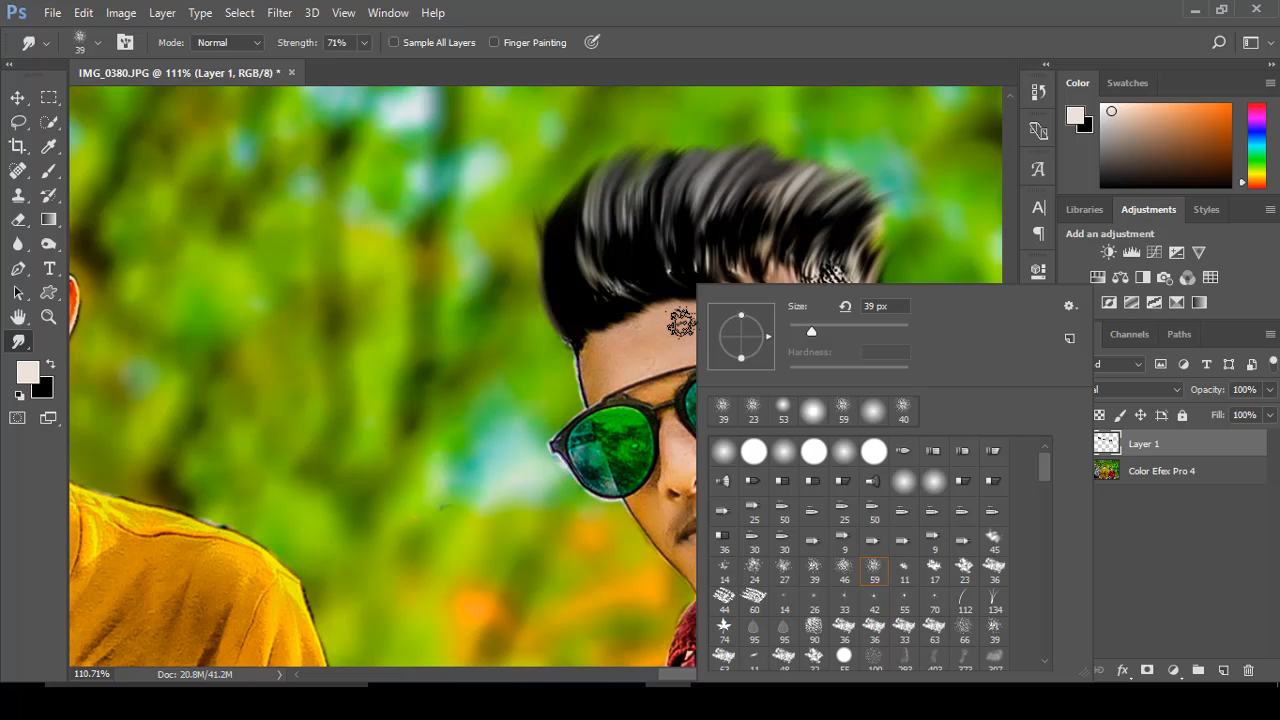 Ps File Edit Image Layer Type Select Filter 3D View Window Help
39 Mode: Normal Strength: 71% Sample All Layers Finger Painting
IMG_0380.JPG @ 111% (Layer 1, RGB/8) * ×
Color Swatches
Libraries Adjustments Styles
Add an adjustment
Channels Paths
Opacity: 100%
Fill: 100%
Layer 1
Color Efex Pro 4
Size: 39 px
Hardness:
39 23 53 59 40
25 50 25 50
36 30 30 9 9 45
14 24 27 39 46 59 11 17 23 36
44 60 14 26 33 42 55 70 112 134
74 95 95 90 36 36 33 63 66 39
110.71% Doc: 20.8M/41.2M